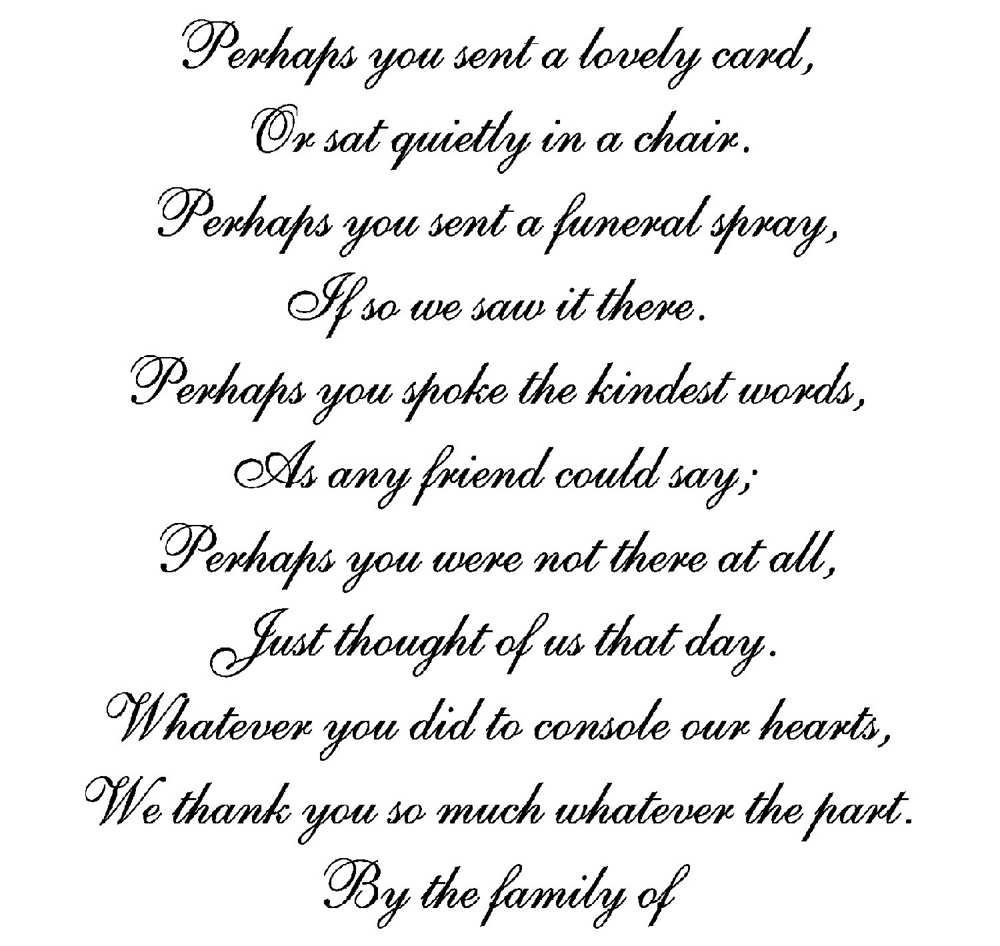 Perhaps you sent a lovely card,
Or sat quietly in a chair.
Perhaps you sent a funeral spray,
If so we saw it there.
Perhaps you spoke the kindest words,
As any friend could say;
Perhaps you were not there at all,
Just thought of us that day.
Whatever you did to console our hearts,
We thank you so much whatever the part.
By the family of